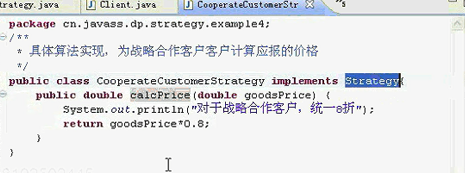 trategy.java
Client.java
CooperateCustomerStr
package cn.javass.dp.strategy.example4;
/**
* 具体算法实现，为战略合作客户客户计算应报的价格
*/
public class CooperateCustomerStrategy implements Strategy{
public double calcPrice(double goodsPrice) {
System.out.println("对于战略合作客户，统一8折");
return goodsPrice*0.8;
}
}